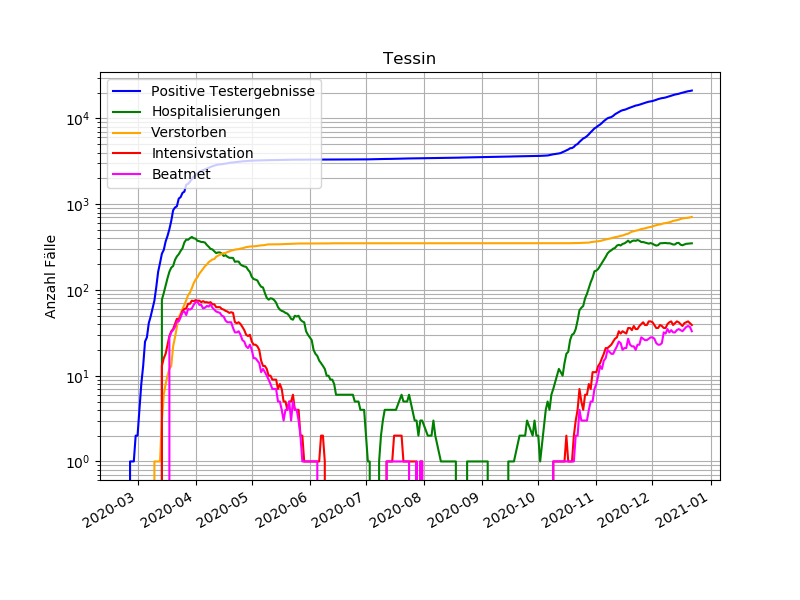 Tessin
Positive Testergebnisse
Hospitalisierungen
Verstorben
Intensivstation
Beatmet
Anzahl Fälle
10⁴
10³
10²
10¹
10⁰
2020-03 2020-04 2020-05 2020-06 2020-07 2020-08 2020-09 2020-10 2020-11 2020-12 2021-01